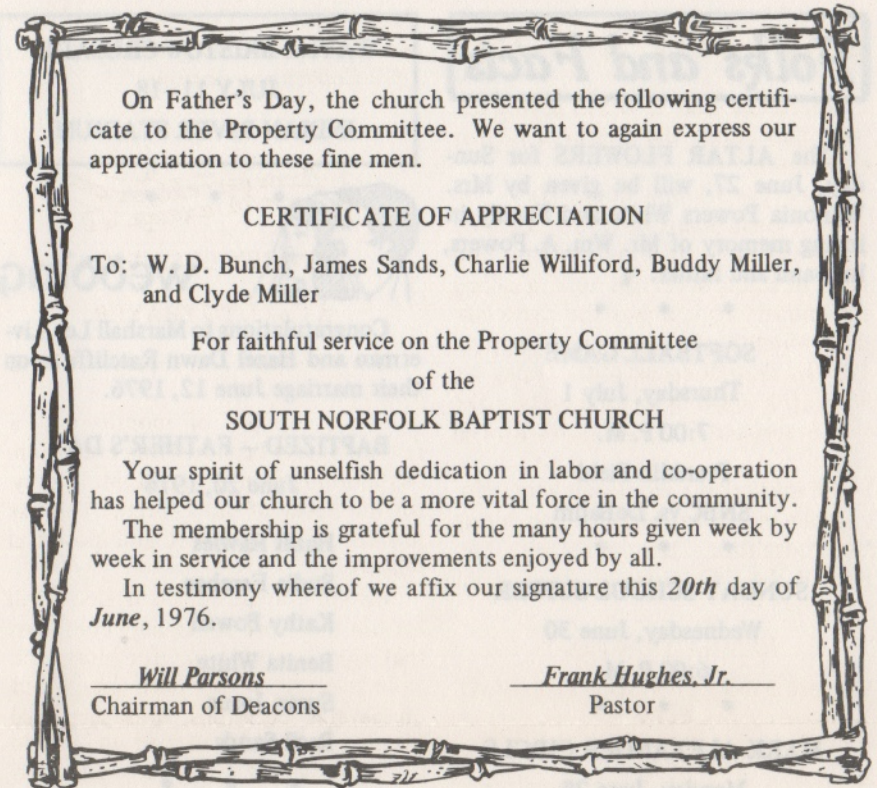 On Father's Day, the church presented the following certifi-
cate to the Property Committee. We want to again express our
appreciation to these fine men.
CERTIFICATE OF APPRECIATION
To: W. D. Bunch, James Sands, Charlie Williford, Buddy Miller,
and Clyde Miller
For faithful service on the Property Committee
of the
SOUTH NORFOLK BAPTIST CHURCH
Your spirit of unselfish dedication in labor and co-operation
has helped our church to be a more vital force in the community.
The membership is grateful for the many hours given week by
week in service and the improvements enjoyed by all.
In testimony whereof we affix our signature this 20th day of
June, 1976.
Will Parsons Frank Hughes, Jr.
Chairman of Deacons Pastor